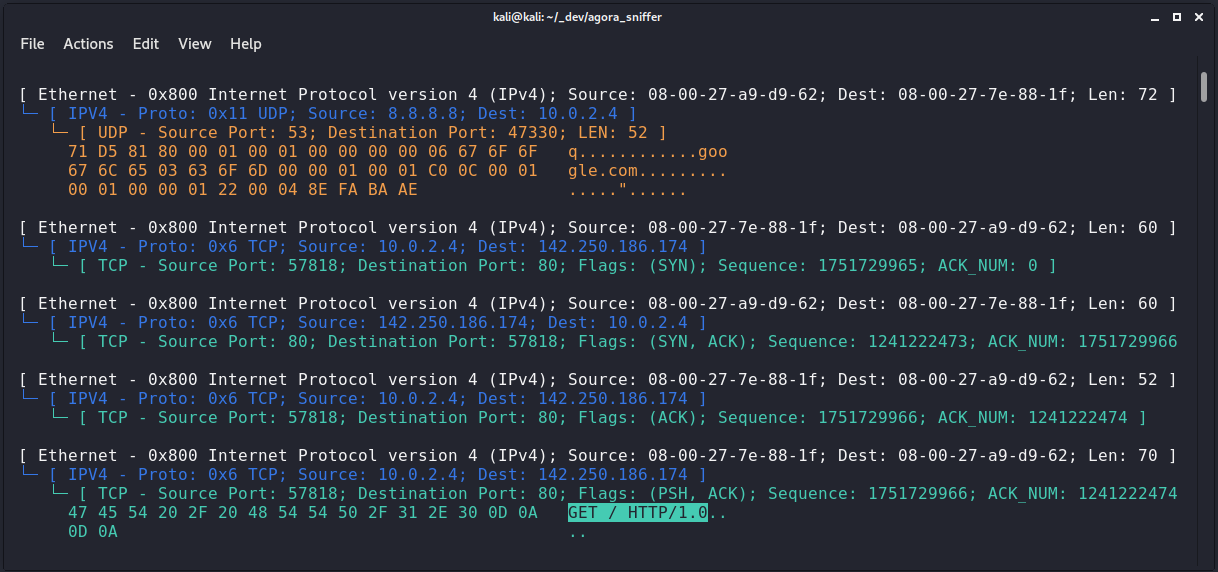 kali@kali: ~/_dev/agora_sniffer
File Actions Edit View Help
[ Ethernet - 0x800 Internet Protocol version 4 (IPv4); Source: 08-00-27-a9-d9-62; Dest: 08-00-27-7e-88-1f; Len: 72 ]
└─ [ IPV4 - Proto: 0x11 UDP; Source: 8.8.8.8; Dest: 10.0.2.4 ]
└─ [ UDP - Source Port: 53; Destination Port: 47330; LEN: 52 ]
71 D5 81 80 00 01 00 01 00 00 00 00 06 67 6F 6F q............goo
67 6C 65 03 63 6F 6D 00 00 01 00 01 C0 0C 00 01 gle.com.........
00 01 00 00 01 22 00 04 8E FA BA AE ....."......
[ Ethernet - 0x800 Internet Protocol version 4 (IPv4); Source: 08-00-27-7e-88-1f; Dest: 08-00-27-a9-d9-62; Len: 60 ]
└─ [ IPV4 - Proto: 0x6 TCP; Source: 10.0.2.4; Dest: 142.250.186.174 ]
└─ [ TCP - Source Port: 57818; Destination Port: 80; Flags: (SYN); Sequence: 1751729965; ACK_NUM: 0 ]
[ Ethernet - 0x800 Internet Protocol version 4 (IPv4); Source: 08-00-27-a9-d9-62; Dest: 08-00-27-7e-88-1f; Len: 60 ]
└─ [ IPV4 - Proto: 0x6 TCP; Source: 142.250.186.174; Dest: 10.0.2.4 ]
└─ [ TCP - Source Port: 80; Destination Port: 57818; Flags: (SYN, ACK); Sequence: 1241222473; ACK_NUM: 1751729966
[ Ethernet - 0x800 Internet Protocol version 4 (IPv4); Source: 08-00-27-7e-88-1f; Dest: 08-00-27-a9-d9-62; Len: 52 ]
└─ [ IPV4 - Proto: 0x6 TCP; Source: 10.0.2.4; Dest: 142.250.186.174 ]
└─ [ TCP - Source Port: 57818; Destination Port: 80; Flags: (ACK); Sequence: 1751729966; ACK_NUM: 1241222474 ]
[ Ethernet - 0x800 Internet Protocol version 4 (IPv4); Source: 08-00-27-7e-88-1f; Dest: 08-00-27-a9-d9-62; Len: 70 ]
└─ [ IPV4 - Proto: 0x6 TCP; Source: 10.0.2.4; Dest: 142.250.186.174 ]
└─ [ TCP - Source Port: 57818; Destination Port: 80; Flags: (PSH, ACK); Sequence: 1751729966; ACK_NUM: 1241222474
47 45 54 20 2F 20 48 54 54 50 2F 31 2E 30 0D 0A GET / HTTP/1.0..
0D 0A ..